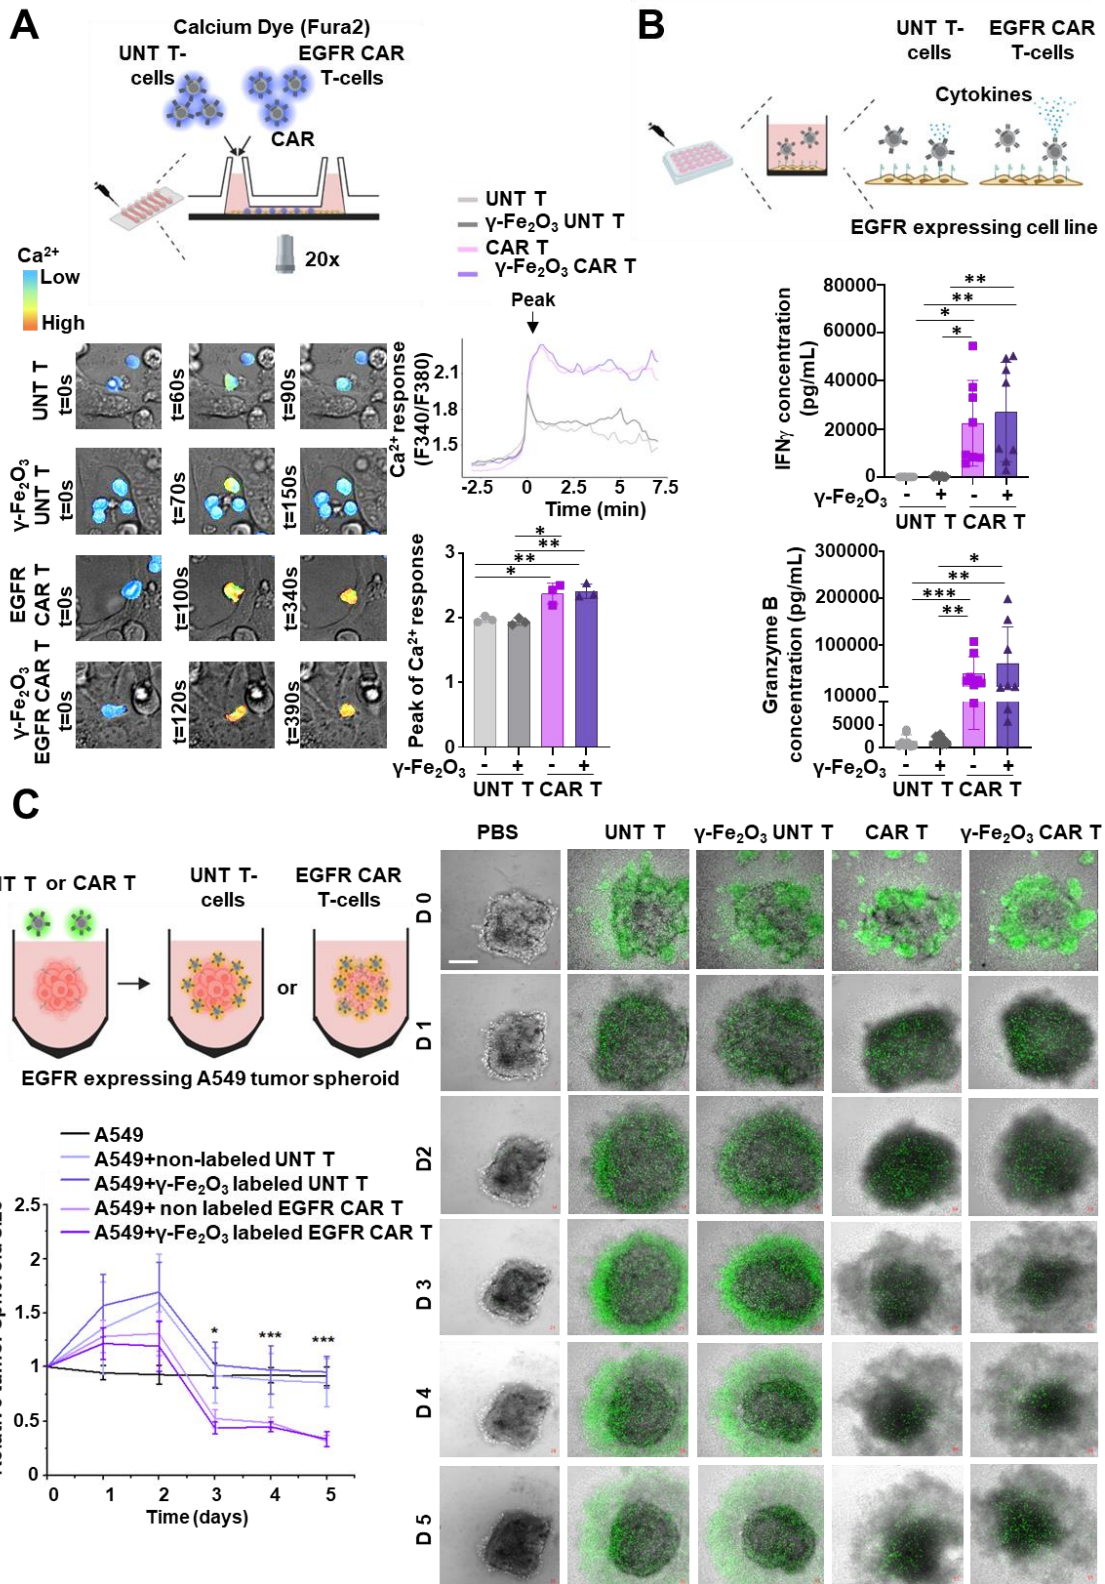 A
Calcium Dye (Fura2)
UNT T-
cells
EGFR CAR
T-cells
CAR
20x
Ca²⁺
Low
High
UNT T
t=0s
t=60s
t=90s
γ-Fe₂O₃
UNT T
t=0s
t=70s
t=150s
EGFR
CAR T
t=0s
t=100s
t=340s
γ-Fe₂O₃
EGFR CAR T
t=0s
t=120s
t=390s
UNT T
γ-Fe₂O₃ UNT T
CAR T
γ-Fe₂O₃ CAR T
Peak
Ca²⁺ response
(F340/F380)
2.1
1.8
1.5
-2.5 0 2.5 5 7.5
Time (min)
Peak of Ca²⁺ response
3
2
1
0
*
**
**
*
γ-Fe₂O₃ - + - +
UNT T CAR T
B
UNT T-
cells
EGFR CAR
T-cells
Cytokines
EGFR expressing cell line
IFNγ concentration
(pg/mL)
80000
60000
40000
20000
0
**
**
*
*
γ-Fe₂O₃ - + - +
UNT T CAR T
Granzyme B
concentration (pg/mL)
300000
200000
100000
10000
5000
0
*
**
***
**
γ-Fe₂O₃ - + - +
UNT T CAR T
C
T or CAR T
UNT T-
cells
EGFR CAR
T-cells
or
EGFR expressing A549 tumor spheroid
A549
A549+non-labeled UNT T
A549+γ-Fe₂O₃ labeled UNT T
A549+ non labeled EGFR CAR T
A549+γ-Fe₂O₃ labeled EGFR CAR T
2.5
2
1.5
1
0.5
0
* *** ***
0 1 2 3 4 5
Time (days)
PBS
UNT T
γ-Fe₂O₃ UNT T
CAR T
γ-Fe₂O₃ CAR T
D 0
D 1
D2
D 3
D 4
D 5